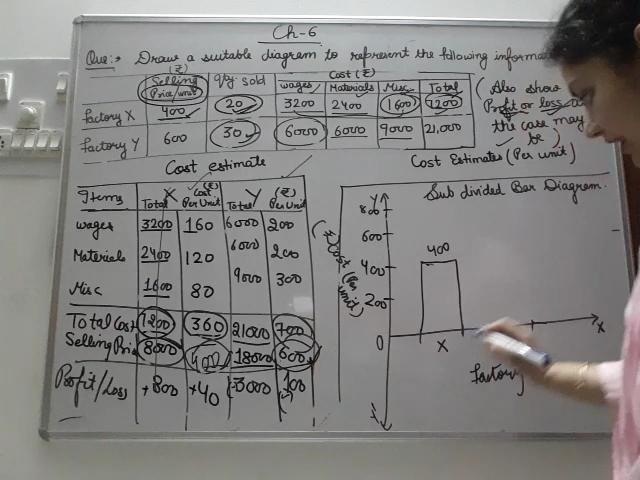 Ch-6
Que:→ Draw a suitable diagram to represent the following informa
(₹) Selling Price/unit qty sold Cost (₹) wages Materials Misc Total
factory X 400 20 3200 2400 1600 7200
factory Y 600 30 6000 6000 9000 21,000
(Also show
Profit or loss as
the case may
be)
Cost estimate
Items X Y (₹)
Total Cost (₹) Per Unit Total Per Unit
Wages 3200 160 6000 200
Materials 2400 120 6000 200
Misc 1600 80 9000 300
Total Cost 7200 360 21000 700
Selling Price 8000 400 18000 600
Profit/Loss +800 +40 (-)3000 (-)100
Cost Estimates (Per unit)
Sub divided Bar Diagram.
Y
800
600
400
200
0
400
(₹) Cost (Per unit)
X
X
factory
Y'